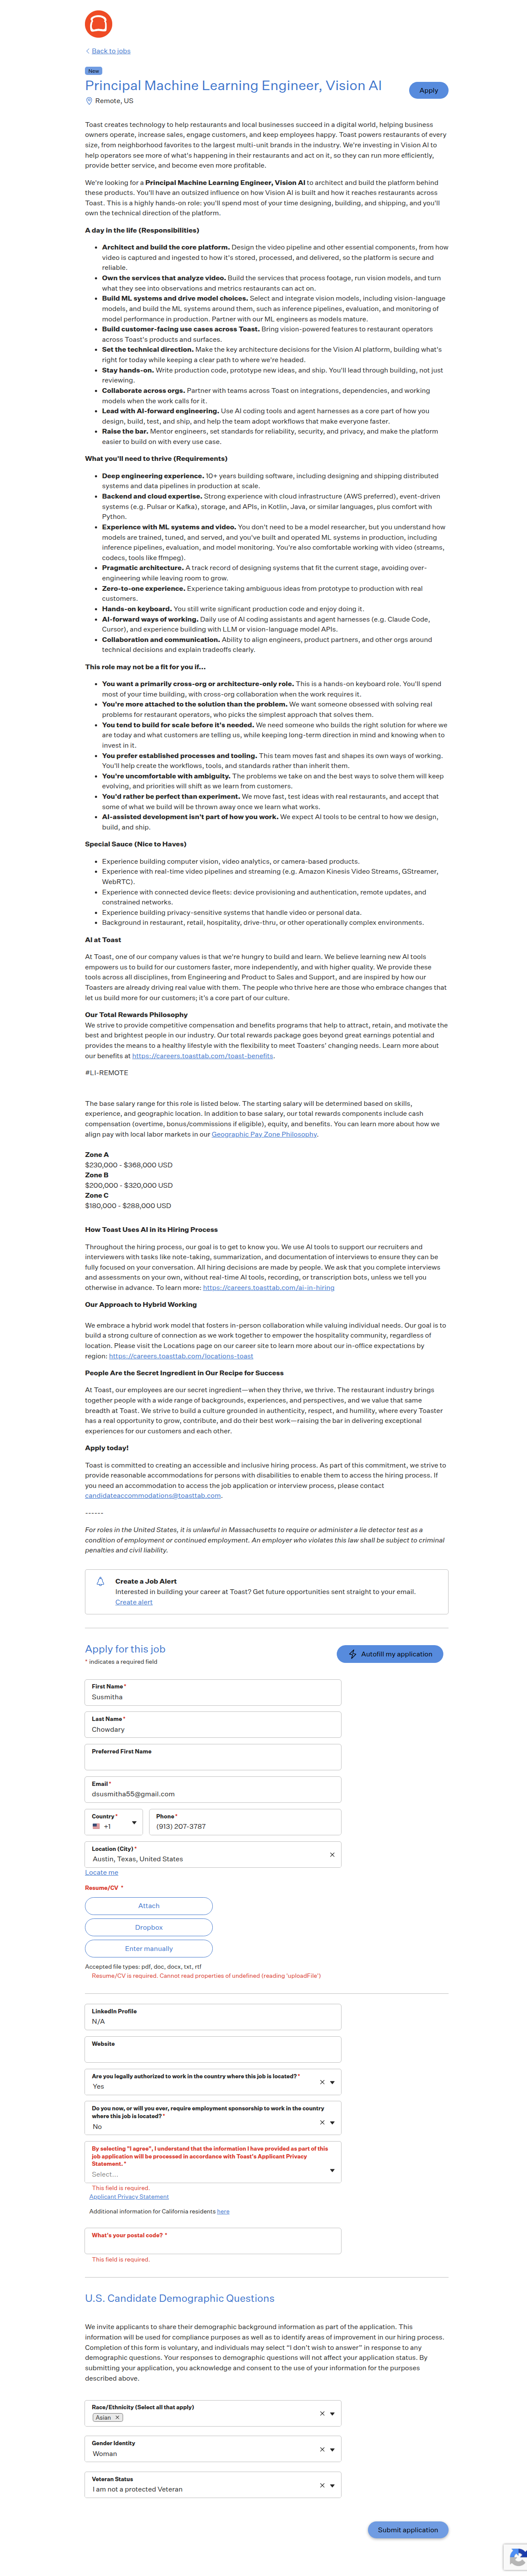 Back to jobs
New
Principal Machine Learning Engineer, Vision AI
Apply
Remote, US
Toast creates technology to help restaurants and local businesses succeed in a digital world, helping business
owners operate, increase sales, engage customers, and keep employees happy. Toast powers restaurants of every
size, from neighborhood favorites to the largest multi-unit brands in the industry. We're investing in Vision AI to
help operators see more of what's happening in their restaurants and act on it, so they can run more efficiently,
provide better service, and become even more profitable.
We're looking for a Principal Machine Learning Engineer, Vision AI to architect and build the platform behind
these products. You'll have an outsized influence on how Vision AI is built and how it reaches restaurants across
Toast. This is a highly hands-on role: you'll spend most of your time designing, building, and shipping, and you'll
own the technical direction of the platform.
A day in the life (Responsibilities)
Architect and build the core platform. Design the video pipeline and other essential components, from how
video is captured and ingested to how it's stored, processed, and delivered, so the platform is secure and
reliable.
Own the services that analyze video. Build the services that process footage, run vision models, and turn
what they see into observations and metrics restaurants can act on.
Build ML systems and drive model choices. Select and integrate vision models, including vision-language
models, and build the ML systems around them, such as inference pipelines, evaluation, and monitoring of
model performance in production. Partner with our ML engineers as models mature.
Build customer-facing use cases across Toast. Bring vision-powered features to restaurant operators
across Toast's products and surfaces.
Set the technical direction. Make the key architecture decisions for the Vision AI platform, building what's
right for today while keeping a clear path to where we're headed.
Stay hands-on. Write production code, prototype new ideas, and ship. You'll lead through building, not just
reviewing.
Collaborate across orgs. Partner with teams across Toast on integrations, dependencies, and working
models when the work calls for it.
Lead with AI-forward engineering. Use AI coding tools and agent harnesses as a core part of how you
design, build, test, and ship, and help the team adopt workflows that make everyone faster.
Raise the bar. Mentor engineers, set standards for reliability, security, and privacy, and make the platform
easier to build on with every use case.
What you'll need to thrive (Requirements)
Deep engineering experience. 10+ years building software, including designing and shipping distributed
systems and data pipelines in production at scale.
Backend and cloud expertise. Strong experience with cloud infrastructure (AWS preferred), event-driven
systems (e.g. Pulsar or Kafka), storage, and APIs, in Kotlin, Java, or similar languages, plus comfort with
Python.
Experience with ML systems and video. You don't need to be a model researcher, but you understand how
models are trained, tuned, and served, and you've built and operated ML systems in production, including
inference pipelines, evaluation, and model monitoring. You're also comfortable working with video (streams,
codecs, tools like ffmpeg).
Pragmatic architecture. A track record of designing systems that fit the current stage, avoiding over-
engineering while leaving room to grow.
Zero-to-one experience. Experience taking ambiguous ideas from prototype to production with real
customers.
Hands-on keyboard. You still write significant production code and enjoy doing it.
AI-forward ways of working. Daily use of AI coding assistants and agent harnesses (e.g. Claude Code,
Cursor), and experience building with LLM or vision-language model APIs.
Collaboration and communication. Ability to align engineers, product partners, and other orgs around
technical decisions and explain tradeoffs clearly.
This role may not be a fit for you if...
You want a primarily cross-org or architecture-only role. This is a hands-on keyboard role. You'll spend
most of your time building, with cross-org collaboration when the work requires it.
You're more attached to the solution than the problem. We want someone obsessed with solving real
problems for restaurant operators, who picks the simplest approach that solves them.
You tend to build for scale before it's needed. We need someone who builds the right solution for where we
are today and what customers are telling us, while keeping long-term direction in mind and knowing when to
invest in it.
You prefer established processes and tooling. This team moves fast and shapes its own ways of working.
You'll help create the workflows, tools, and standards rather than inherit them.
You're uncomfortable with ambiguity. The problems we take on and the best ways to solve them will keep
evolving, and priorities will shift as we learn from customers.
You'd rather be perfect than experiment. We move fast, test ideas with real restaurants, and accept that
some of what we build will be thrown away once we learn what works.
AI-assisted development isn't part of how you work. We expect AI tools to be central to how we design,
build, and ship.
Special Sauce (Nice to Haves)
Experience building computer vision, video analytics, or camera-based products.
Experience with real-time video pipelines and streaming (e.g. Amazon Kinesis Video Streams, GStreamer,
WebRTC).
Experience with connected device fleets: device provisioning and authentication, remote updates, and
constrained networks.
Experience building privacy-sensitive systems that handle video or personal data.
Background in restaurant, retail, hospitality, drive-thru, or other operationally complex environments.
AI at Toast
At Toast, one of our company values is that we're hungry to build and learn. We believe learning new AI tools
empowers us to build for our customers faster, more independently, and with higher quality. We provide these
tools across all disciplines, from Engineering and Product to Sales and Support, and are inspired by how our
Toasters are already driving real value with them. The people who thrive here are those who embrace changes that
let us build more for our customers; it's a core part of our culture.
Our Total Rewards Philosophy
We strive to provide competitive compensation and benefits programs that help to attract, retain, and motivate the
best and brightest people in our industry. Our total rewards package goes beyond great earnings potential and
provides the means to a healthy lifestyle with the flexibility to meet Toasters' changing needs. Learn more about
our benefits at https://careers.toasttab.com/toast-benefits.
#LI-REMOTE
The base salary range for this role is listed below. The starting salary will be determined based on skills,
experience, and geographic location. In addition to base salary, our total rewards components include cash
compensation (overtime, bonus/commissions if eligible), equity, and benefits. You can learn more about how we
align pay with local labor markets in our Geographic Pay Zone Philosophy.
Zone A
$230,000 - $368,000 USD
Zone B
$200,000 - $320,000 USD
Zone C
$180,000 - $288,000 USD
How Toast Uses AI in its Hiring Process
Throughout the hiring process, our goal is to get to know you. We use AI tools to support our recruiters and
interviewers with tasks like note-taking, summarization, and documentation of interviews to ensure they can be
fully focused on your conversation. All hiring decisions are made by people. We ask that you complete interviews
and assessments on your own, without real-time AI tools, recording, or transcription bots, unless we tell you
otherwise in advance. To learn more: https://careers.toasttab.com/ai-in-hiring
Our Approach to Hybrid Working
We embrace a hybrid work model that fosters in-person collaboration while valuing individual needs. Our goal is to
build a strong culture of connection as we work together to empower the hospitality community, regardless of
location. Please visit the Locations page on our career site to learn more about our in-office expectations by
region: https://careers.toasttab.com/locations-toast
People Are the Secret Ingredient in Our Recipe for Success
At Toast, our employees are our secret ingredient—when they thrive, we thrive. The restaurant industry brings
together people with a wide range of backgrounds, experiences, and perspectives, and we value that same
breadth at Toast. We strive to build a culture grounded in authenticity, respect, and humility, where every Toaster
has a real opportunity to grow, contribute, and do their best work—raising the bar in delivering exceptional
experiences for our customers and each other.
Apply today!
Toast is committed to creating an accessible and inclusive hiring process. As part of this commitment, we strive to
provide reasonable accommodations for persons with disabilities to enable them to access the hiring process. If
you need an accommodation to access the job application or interview process, please contact
candidateaccommodations@toasttab.com.
------
For roles in the United States, it is unlawful in Massachusetts to require or administer a lie detector test as a
condition of employment or continued employment. An employer who violates this law shall be subject to criminal
penalties and civil liability.
Create a Job Alert
Interested in building your career at Toast? Get future opportunities sent straight to your email.
Create alert
Apply for this job
Autofill my application
* indicates a required field
First Name*
Susmitha
Last Name*
Chowdary
Preferred First Name
Email*
dsusmitha55@gmail.com
Country* Phone*
+1 (913) 207-3787
Location (City)*
Austin, Texas, United States
Locate me
Resume/CV *
Attach
Dropbox
Enter manually
Accepted file types: pdf, doc, docx, txt, rtf
Resume/CV is required. Cannot read properties of undefined (reading 'uploadFile')
LinkedIn Profile
N/A
Website
Are you legally authorized to work in the country where this job is located?*
Yes
Do you now, or will you ever, require employment sponsorship to work in the country
where this job is located?*
No
By selecting "I agree", I understand that the information I have provided as part of this
job application will be processed in accordance with Toast's Applicant Privacy
Statement.*
Select...
This field is required.
Applicant Privacy Statement
Additional information for California residents here
What's your postal code? *
This field is required.
U.S. Candidate Demographic Questions
We invite applicants to share their demographic background information as part of the application. This
information will be used for compliance purposes as well as to identify areas of improvement in our hiring process.
Completion of this form is voluntary, and individuals may select "I don't wish to answer" in response to any
demographic questions. Your responses to demographic questions will not affect your application status. By
submitting your application, you acknowledge and consent to the use of your information for the purposes
described above.
Race/Ethnicity (Select all that apply)
Asian
Gender Identity
Woman
Veteran Status
I am not a protected Veteran
Submit application